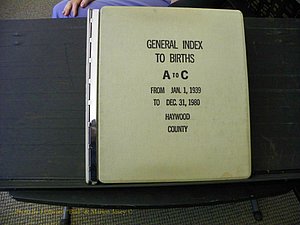 GENERAL INDEX
TO BIRTHS
A TO C
FROM JAN. 1, 1939
TO DEC. 31, 1980
HAYWOOD
COUNTY